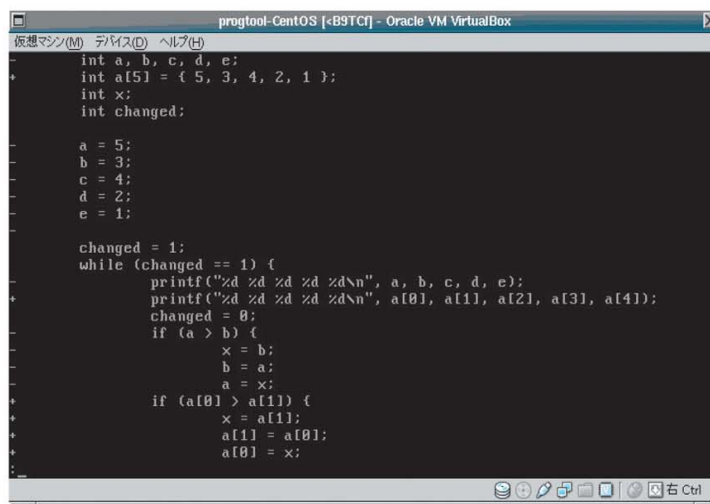 progtool-CentOS [<B9TCf] - Oracle VM VirtualBox
仮想マシン(M) デバイス(D) ヘルプ(H)
-        int a, b, c, d, e;
+        int a[5] = { 5, 3, 4, 2, 1 };
         int x;
         int changed;

-        a = 5;
-        b = 3;
-        c = 4;
-        d = 2;
-        e = 1;
-
         changed = 1;
         while (changed == 1) {
-                printf("%d %d %d %d %d\n", a, b, c, d, e);
+                printf("%d %d %d %d %d\n", a[0], a[1], a[2], a[3], a[4]);
                 changed = 0;
-                if (a > b) {
-                        x = b;
-                        b = a;
-                        a = x;
+                if (a[0] > a[1]) {
+                        x = a[1];
+                        a[1] = a[0];
+                        a[0] = x;
:_
右 Ctrl